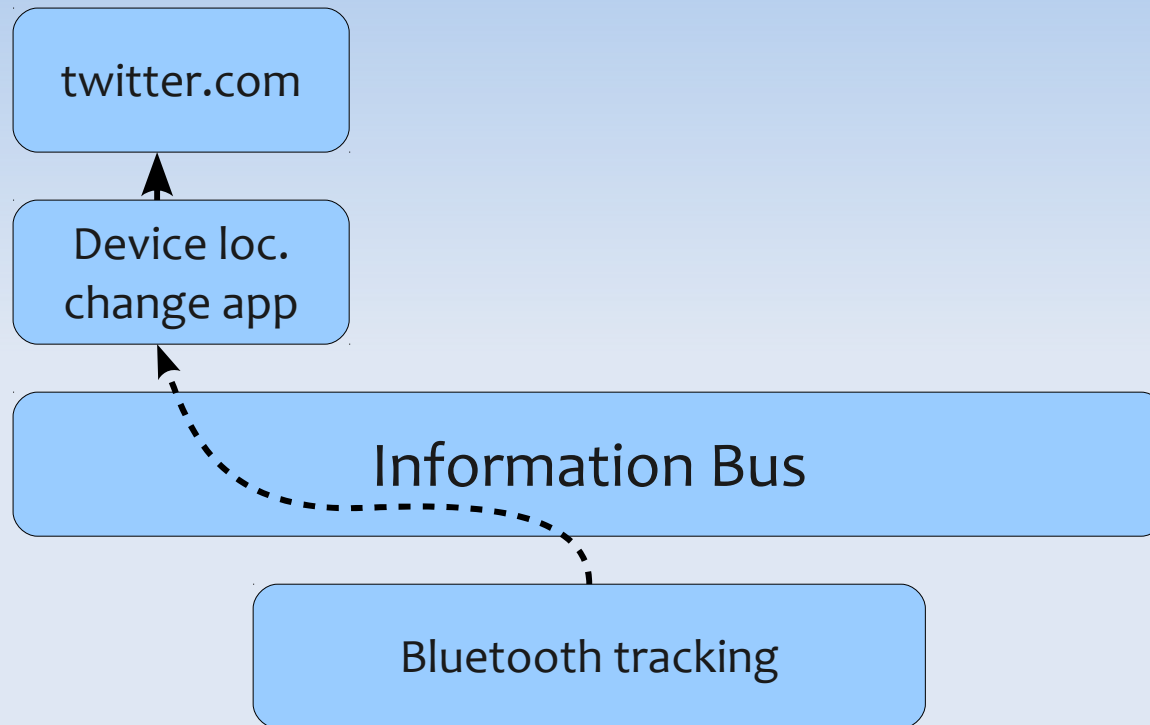 twitter.com
Device loc.
change app
Information Bus
Bluetooth tracking